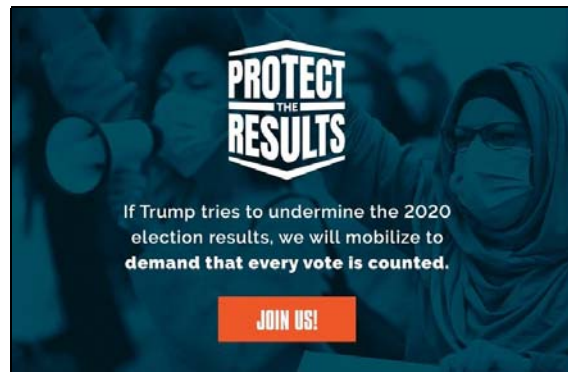 PROTECT
THE
RESULTS
If Trump tries to undermine the 2020
election results, we will mobilize to
demand that every vote is counted.
JOIN US!